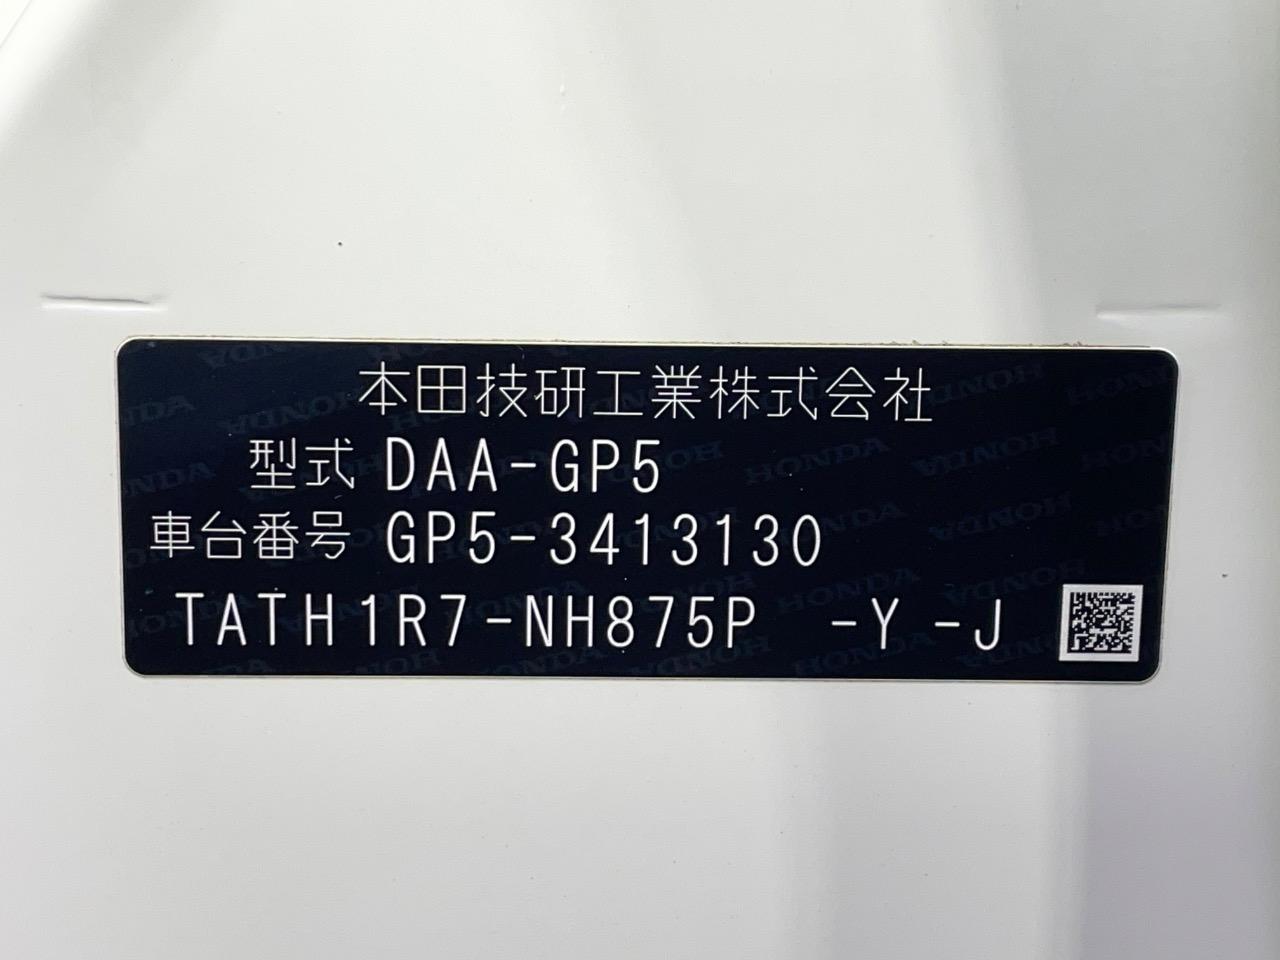 本田技研工業株式会社
型式 DAA-GP5
車台番号 GP5-3413130
TATH1R7-NH875P -Y-J